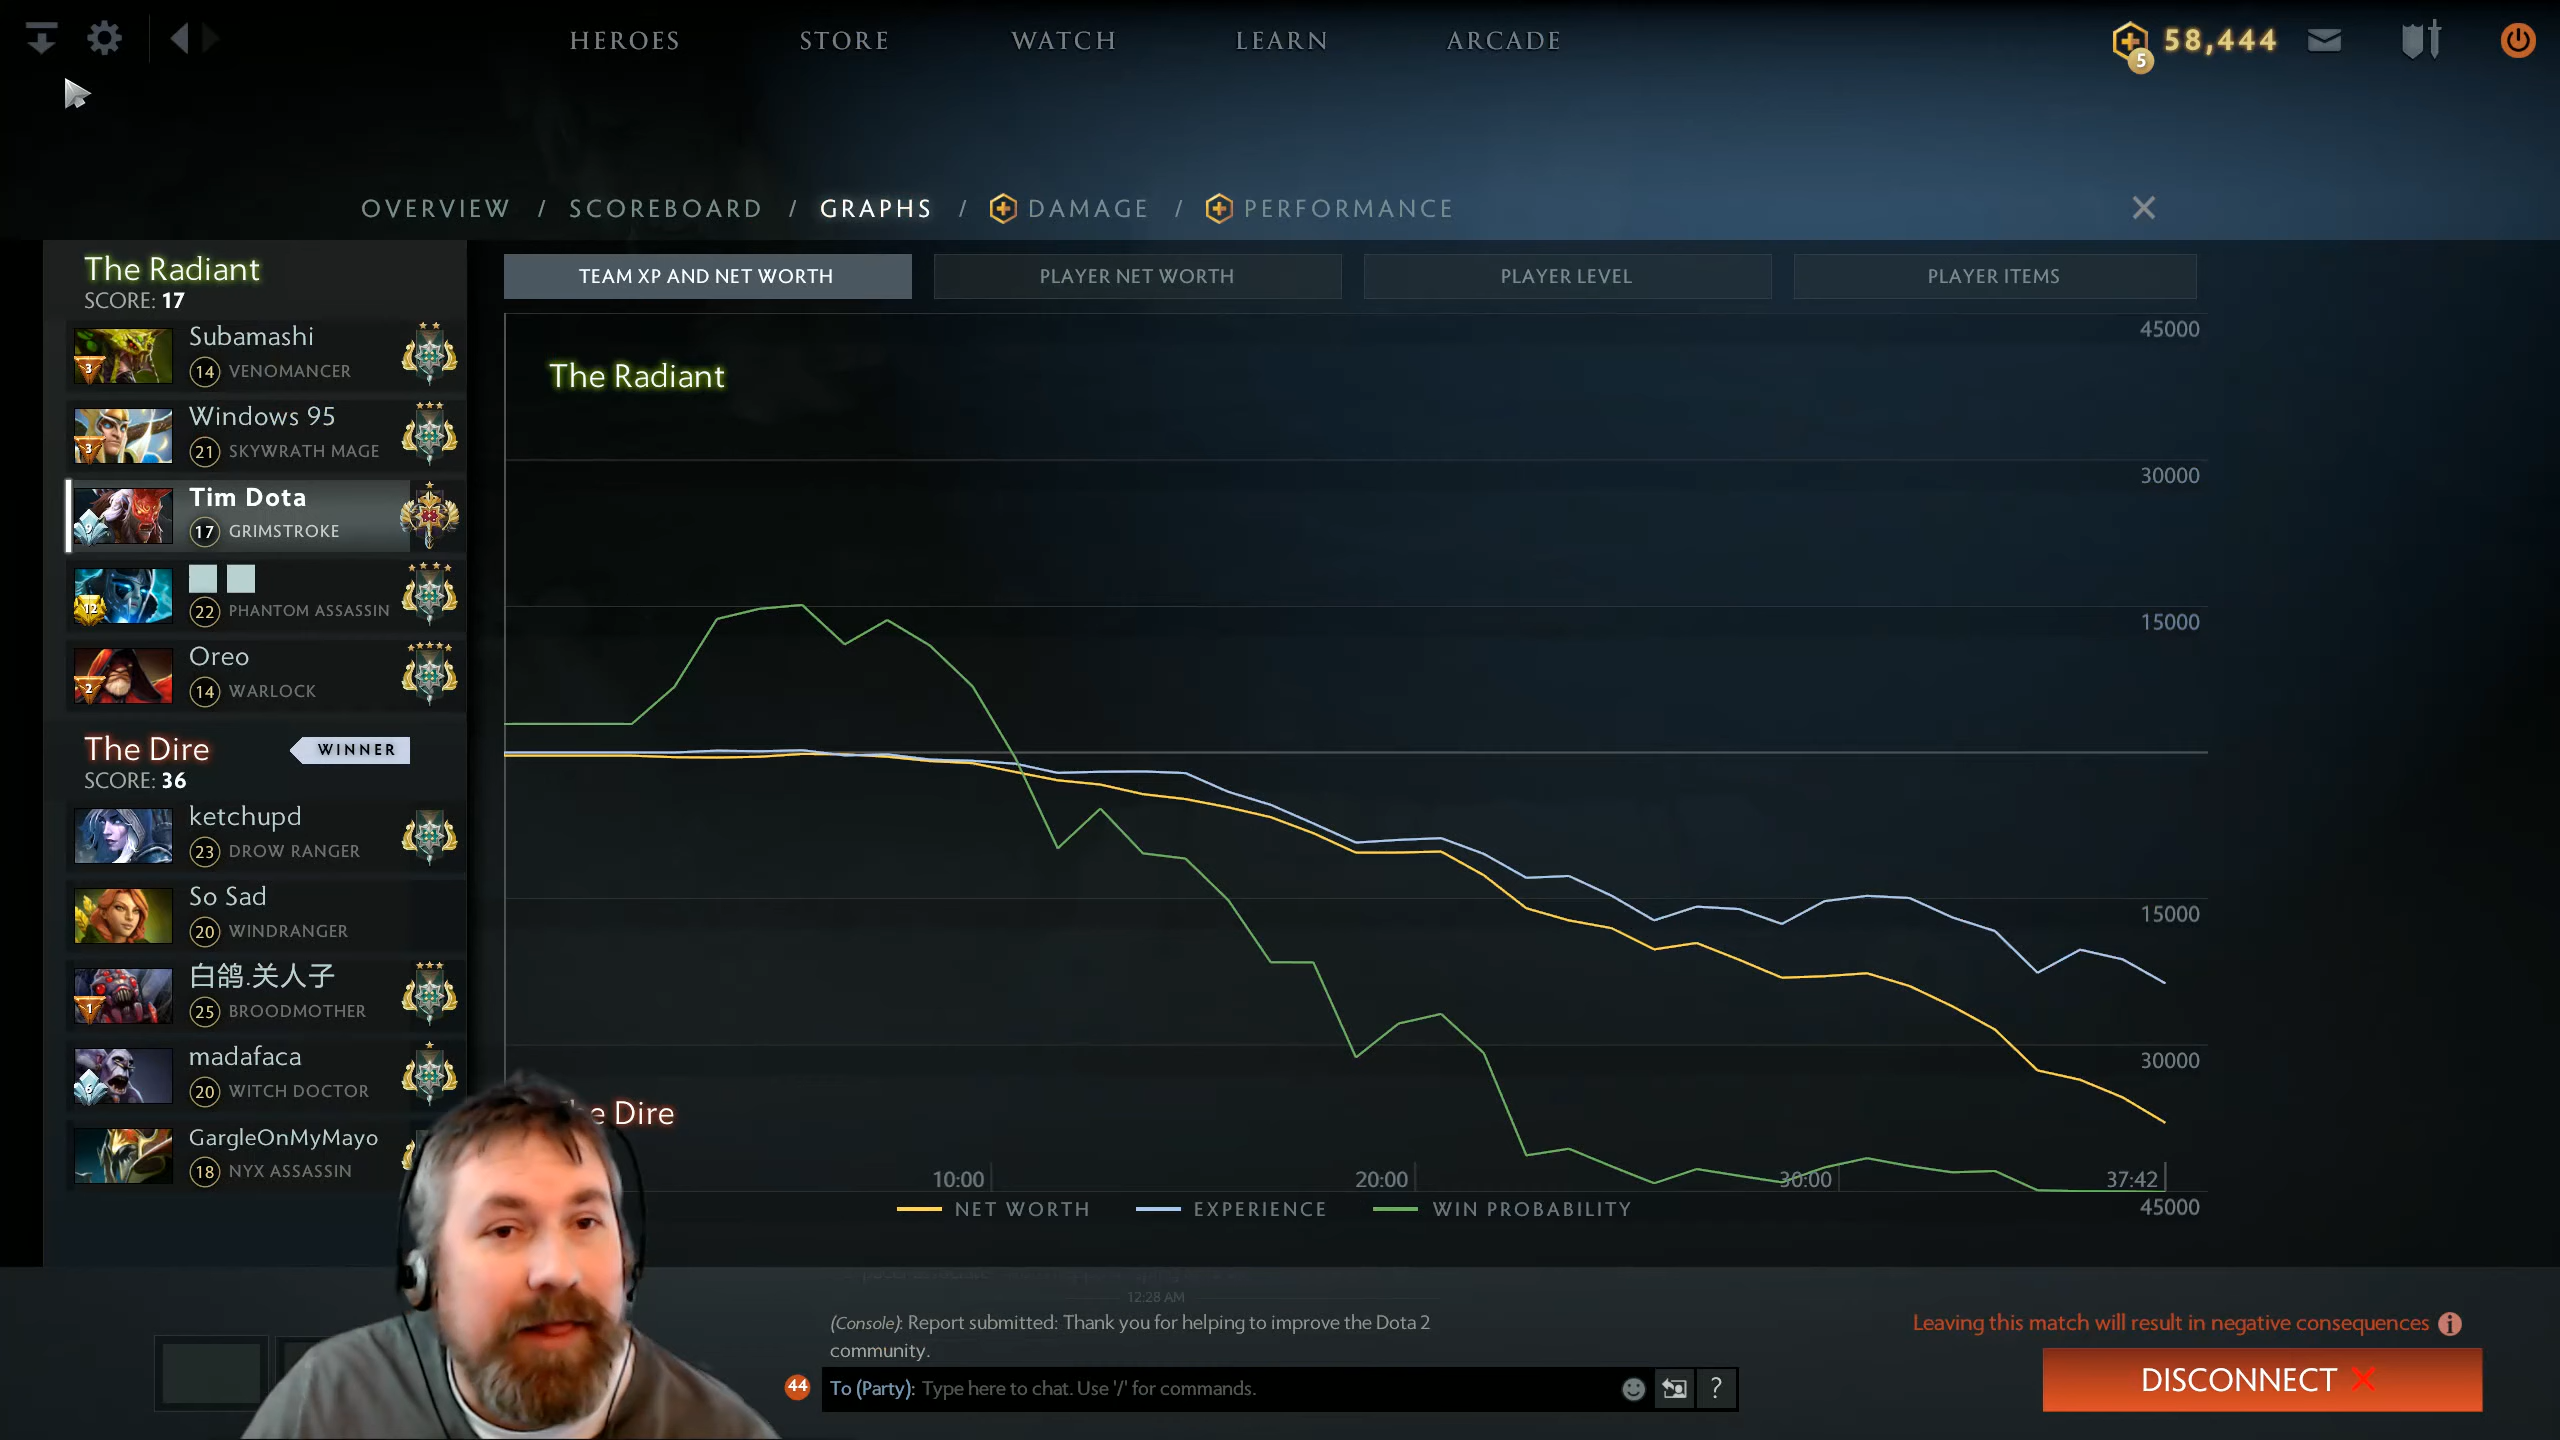 HEROES STORE WATCH LEARN ARCADE 5 58,444
OVERVIEW / SCOREBOARD / GRAPHS / DAMAGE / PERFORMANCE
The Radiant
SCORE: 17
3 Subamashi
14 VENOMANCER
3 Windows 95
21 SKYWRATH MAGE
Tim Dota
17 GRIMSTROKE
12
22 PHANTOM ASSASSIN
2 Oreo
14 WARLOCK
The Dire WINNER
SCORE: 36
ketchupd
23 DROW RANGER
So Sad
20 WINDRANGER
1 白鸽.关人子
25 BROODMOTHER
madafaca
20 WITCH DOCTOR
GargleOnMyMayo
18 NYX ASSASSIN
TEAM XP AND NET WORTH PLAYER NET WORTH PLAYER LEVEL PLAYER ITEMS
45000
The Radiant
30000
15000
15000
30000
e Dire
10:00 20:00 30:00 37:42
45000
NET WORTH EXPERIENCE WIN PROBABILITY
12:28 AM
(Console): Report submitted: Thank you for helping to improve the Dota 2
community.
44 To (Party): Type here to chat. Use '/' for commands. ?
Leaving this match will result in negative consequences i
DISCONNECT X